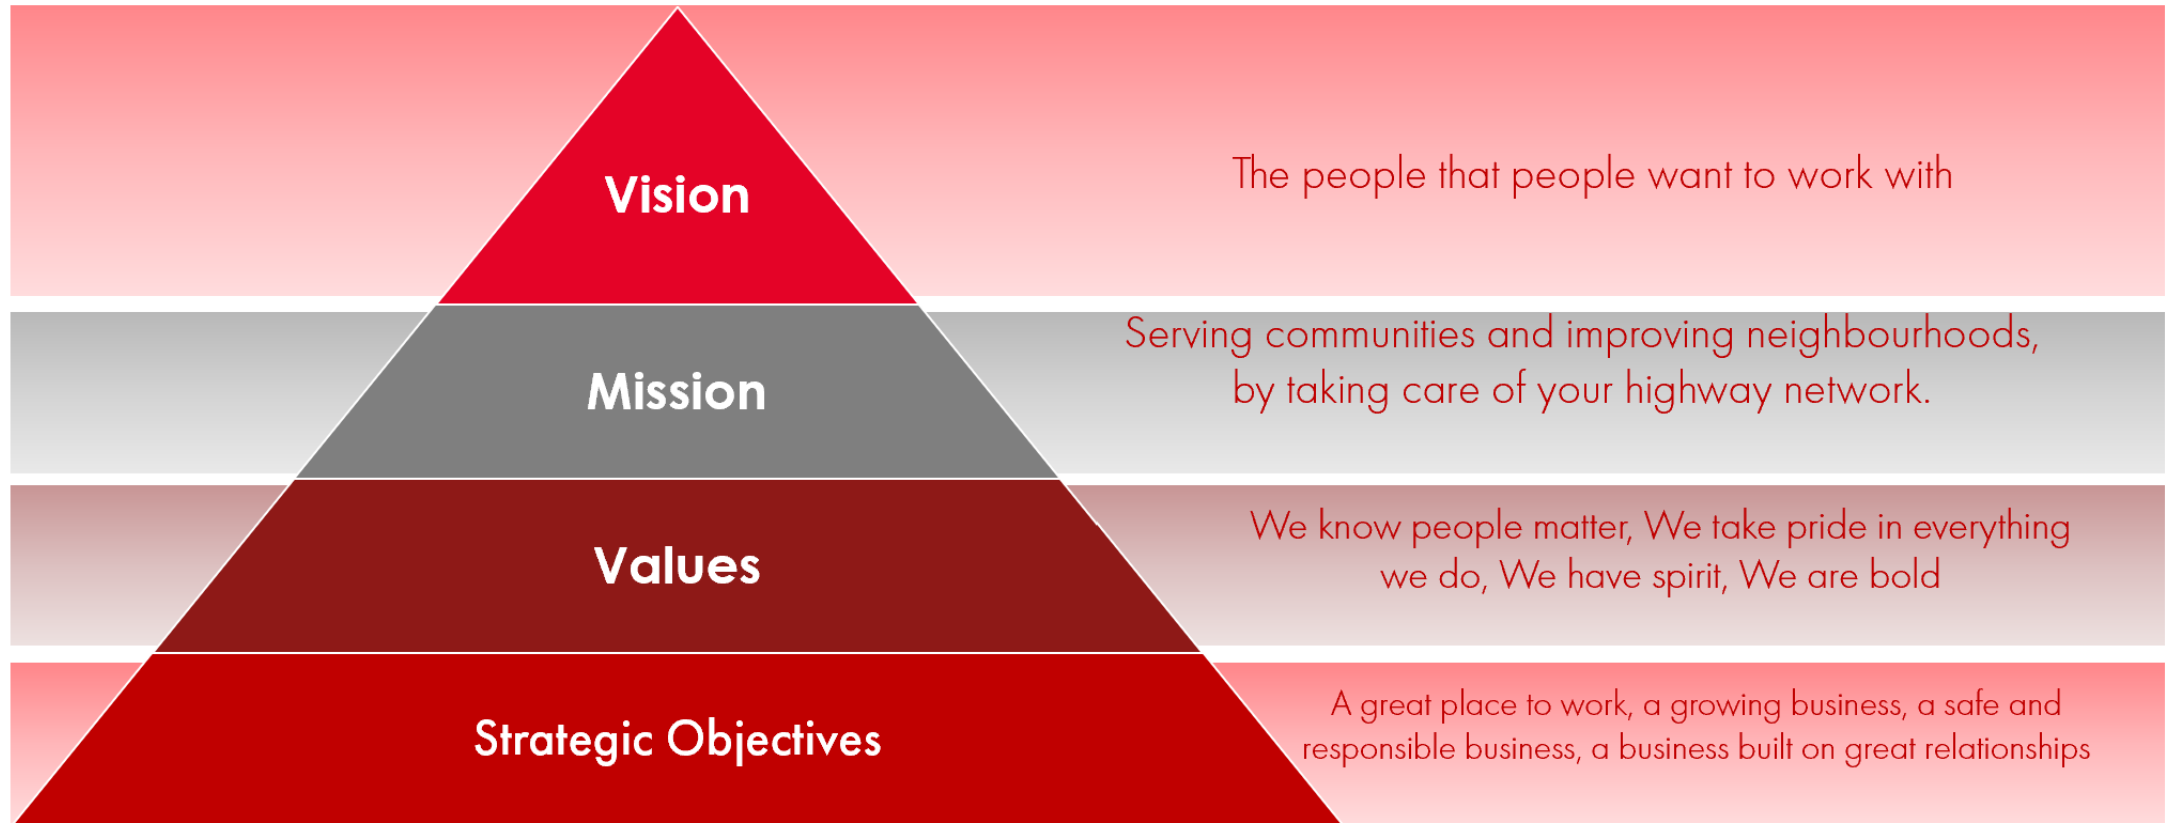 Vision
The people that people want to work with
Mission
Serving communities and improving neighbourhoods,
by taking care of your highway network.
Values
We know people matter, We take pride in everything
we do, We have spirit, We are bold
Strategic Objectives
A great place to work, a growing business, a safe and
responsible business, a business built on great relationships